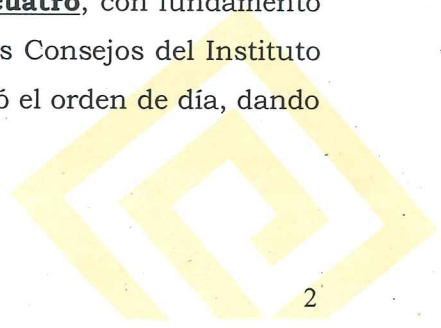 cuatro, con fundamento
s Consejos del Instituto
ó el orden de día, dando
2